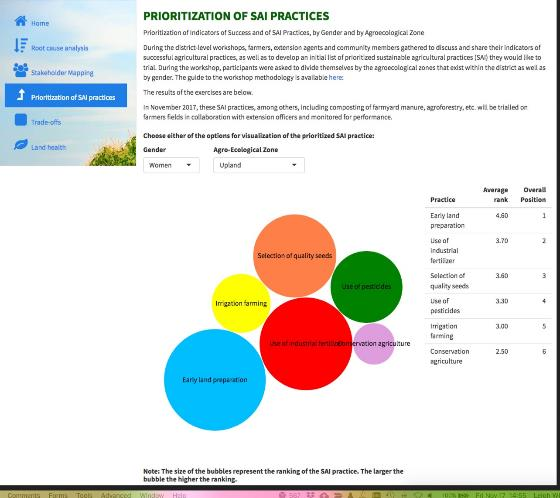 PRIORITIZATION OF SAI PRACTICES
Home
Root cause analysis
Stakeholder Mapping
Prioritization of SAI practices
Trade-offs
Land health
Prioritization of Indicators of Success and of SAI Practices, by Gender and by Agroecological Zone
During the district-level workshops, farmers, extension agents and community members gathered to discuss and share their indicators of
successful agricultural practices, as well as to develop an initial list of prioritized sustainable agricultural practices (SAI) they would like to
trial. During the workshop, participants were asked to divide themselves by the agroecological zones that exist within the district as well as
by gender. The guide to the workshop methodology is available here:
The results of the exercises are below.
In November 2017, these SAI practices, among others, including composting of farmyard manure, agroforestry, etc. will be trialled on
farmers fields in collaboration with extension officers and monitored for performance.
Choose either of the options for visualization of the prioritized SAI practice:
Gender
Agro-Ecological Zone
Women
Upland
Selection of quality seeds
Use of pesticides
Irrigation farming
Use of industrial fertilizer
Conservation agriculture
Early land preparation
Practice
Average rank
Overall Position
Early land preparation 4.60 1
Use of industrial fertilizer 3.70 2
Selection of quality seeds 3.60 3
Use of pesticides 3.30 4
Irrigation farming 3.00 5
Conservation agriculture 2.50 6
Note: The size of the bubbles represent the ranking of the SAI practice. The larger the
bubble the higher the ranking.
Comments Forms Tools Advanced Window Help